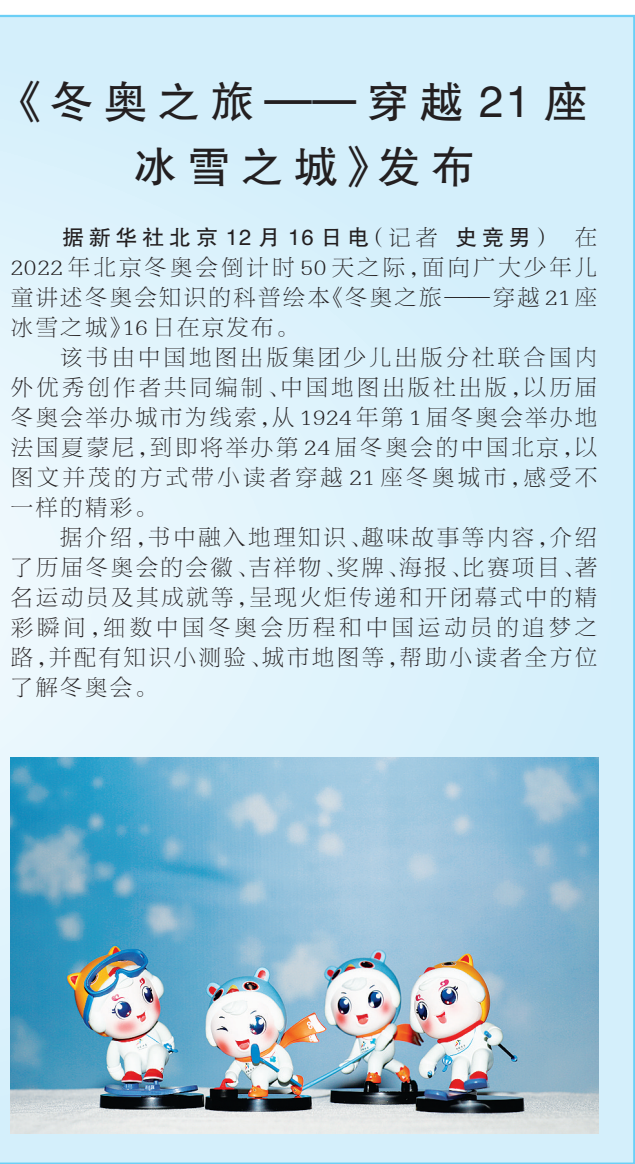 《冬奥之旅——穿越21座
冰雪之城》发布
据新华社北京12月16日电(记者 史竞男) 在
2022年北京冬奥会倒计时50天之际,面向广大少年儿
童讲述冬奥会知识的科普绘本《冬奥之旅——穿越21座
冰雪之城》16日在京发布。
该书由中国地图出版集团少儿出版分社联合国内
外优秀创作者共同编制、中国地图出版社出版,以历届
冬奥会举办城市为线索,从1924年第1届冬奥会举办地
法国夏蒙尼,到即将举办第24届冬奥会的中国北京,以
图文并茂的方式带小读者穿越21座冬奥城市,感受不
一样的精彩。
据介绍,书中融入地理知识、趣味故事等内容,介绍
了历届冬奥会的会徽、吉祥物、奖牌、海报、比赛项目、著
名运动员及其成就等,呈现火炬传递和开闭幕式中的精
彩瞬间,细数中国冬奥会历程和中国运动员的追梦之
路,并配有知识小测验、城市地图等,帮助小读者全方位
了解冬奥会。